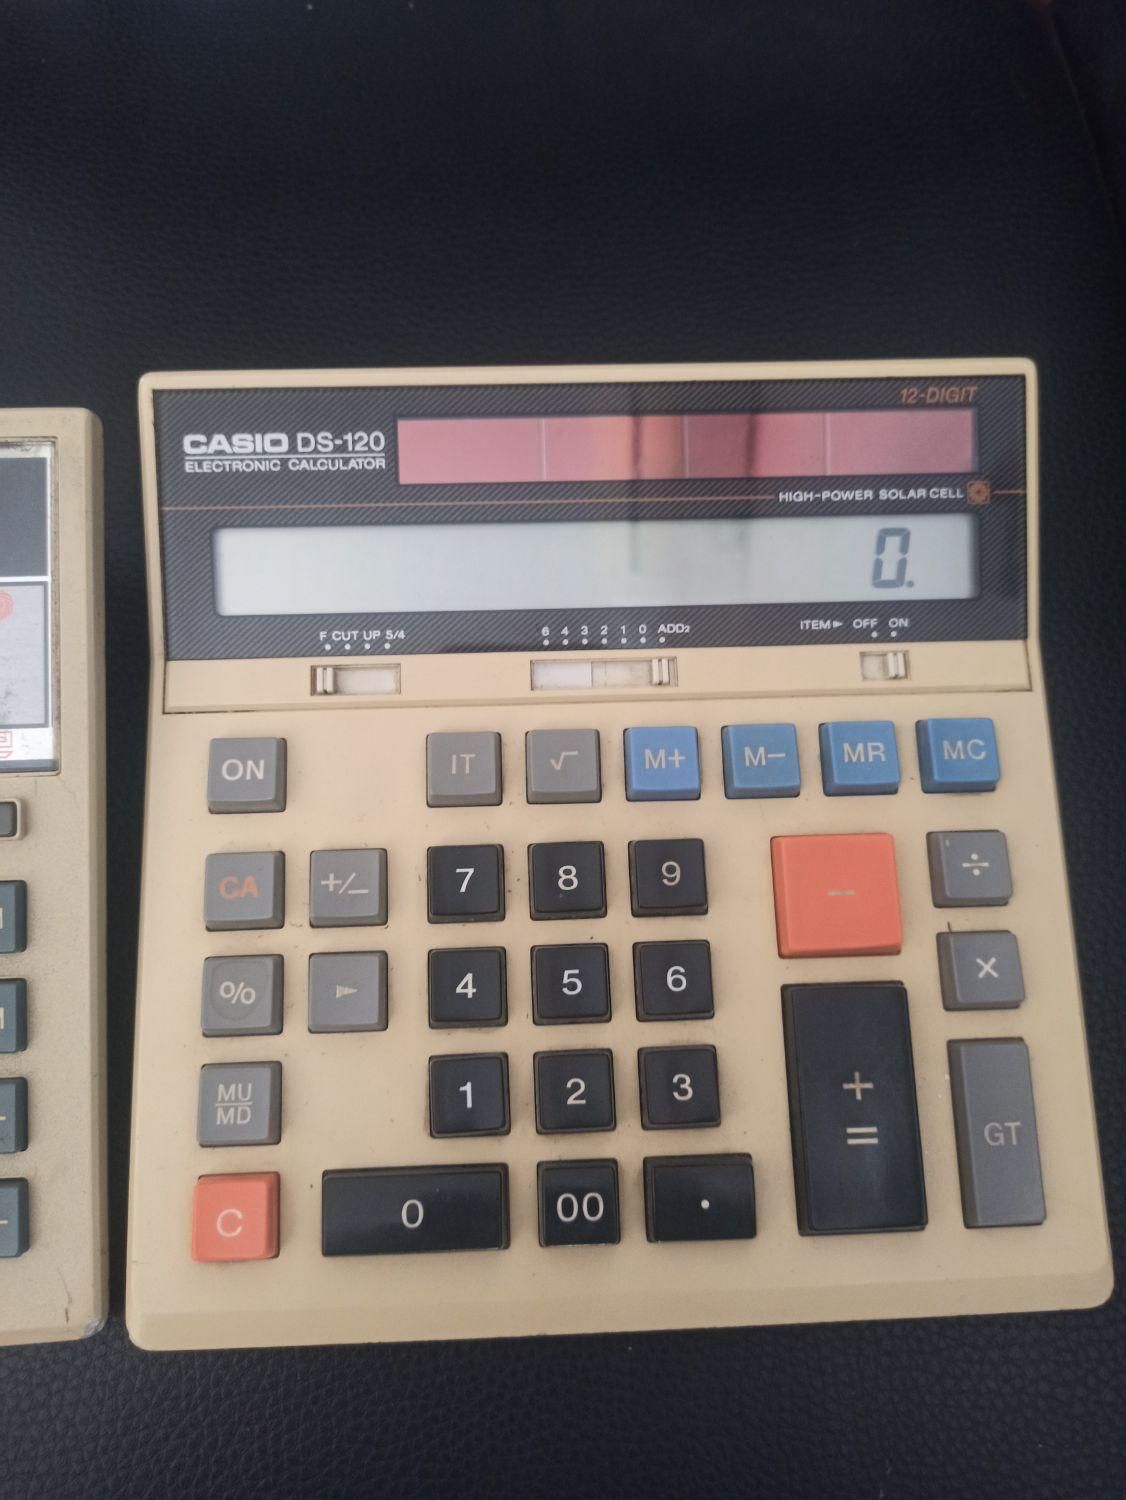 12-DIGIT
CASIO DS-120
ELECTRONIC CALCULATOR
HIGH-POWER SOLAR CELL
0.
F CUT UP 5/4
6 4 3 2 1 0 ADD2
ITEM► OFF ON
ON IT √ M+ M− MR MC
CA +/− 7 8 9 − ÷
% ► 4 5 6 ×
MU/MD 1 2 3 + = GT
C 0 00 .